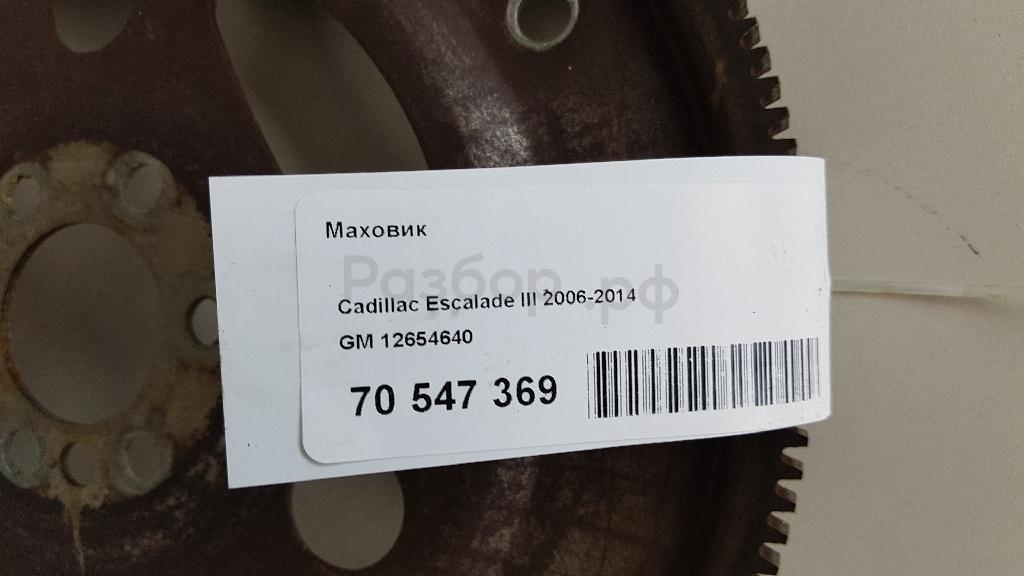 Маховик
Разбор.рф
Cadillac Escalade III 2006-2014
GM 12654640
70 547 369